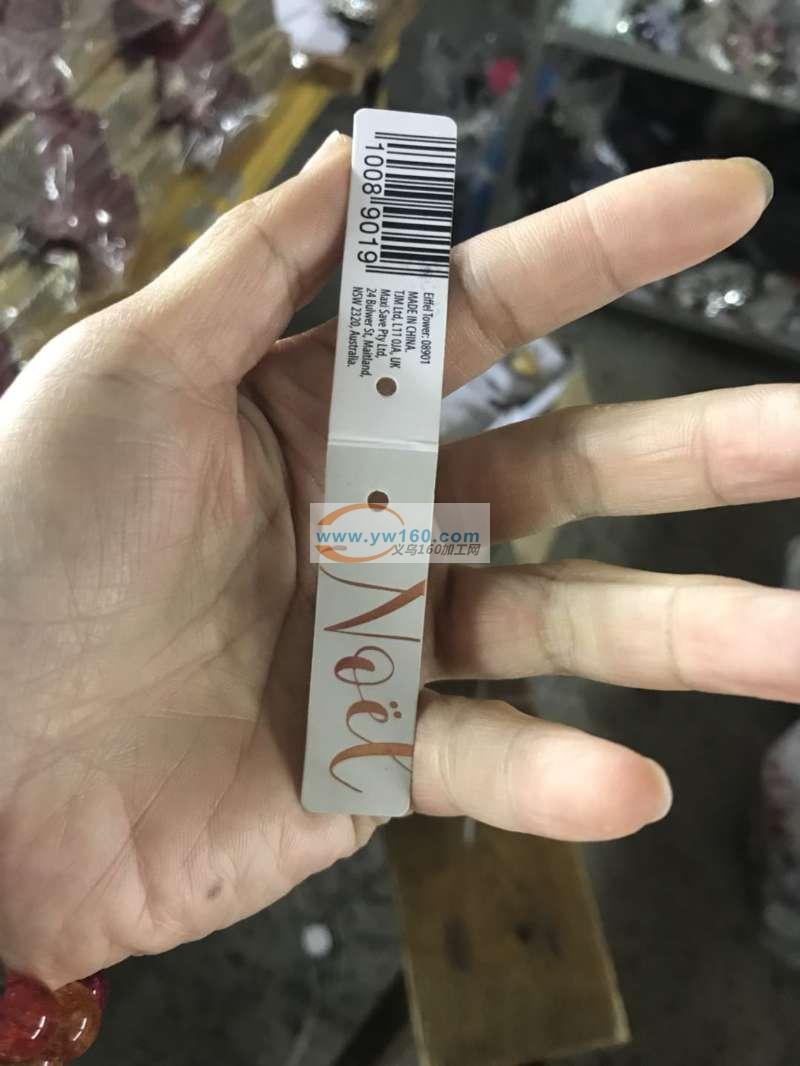 1008 9019
Eiffel Tower: 08901
MADE IN CHINA.
TJM Ltd, L11 0JA, UK
Maxi Save Pty Ltd,
24 Bulwer St, Maitland,
NSW 2320, Australia.
www.yw160.com
义乌160加工网
Noël